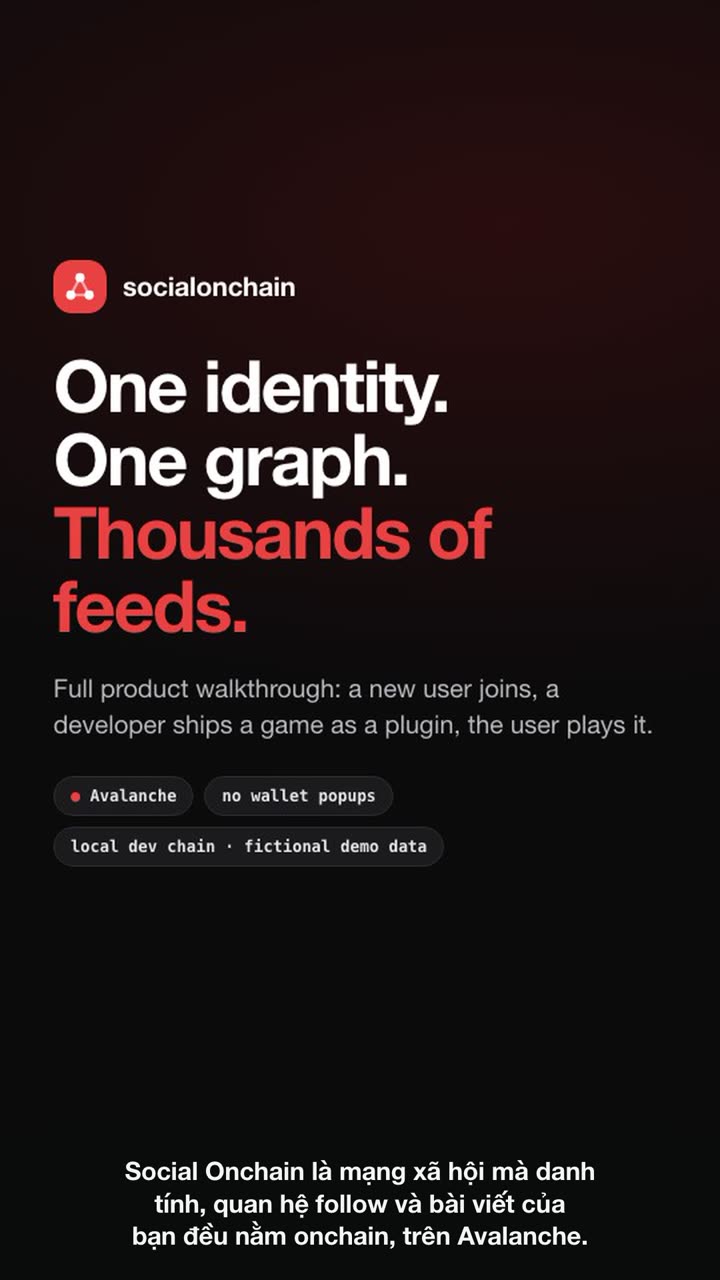 socialonchain
One identity.
One graph.
Thousands of
feeds.
Full product walkthrough: a new user joins, a
developer ships a game as a plugin, the user plays it.
Avalanche
no wallet popups
local dev chain · fictional demo data
Social Onchain là mạng xã hội mà danh
tính, quan hệ follow và bài viết của
bạn đều nằm onchain, trên Avalanche.